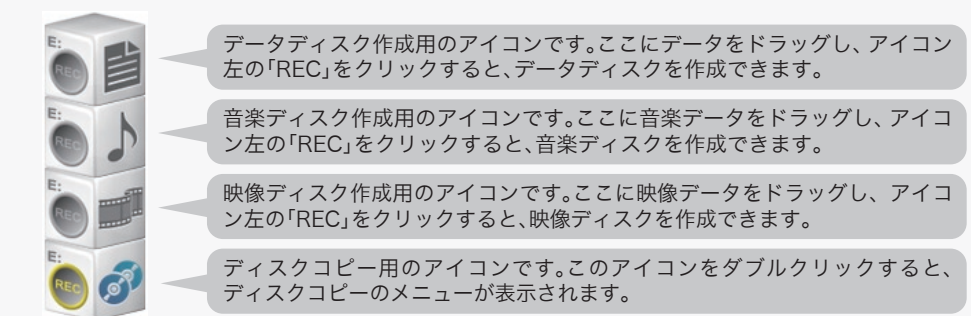 E:
REC
データディスク作成用のアイコンです。ここにデータをドラッグし、アイコン
左の「REC」をクリックすると、データディスクを作成できます。
E:
REC
音楽ディスク作成用のアイコンです。ここに音楽データをドラッグし、アイコ
ン左の「REC」をクリックすると、音楽ディスクを作成できます。
E:
REC
映像ディスク作成用のアイコンです。ここに映像データをドラッグし、アイコ
ン左の「REC」をクリックすると、映像ディスクを作成できます。
E:
REC
ディスクコピー用のアイコンです。このアイコンをダブルクリックすると、
ディスクコピーのメニューが表示されます。